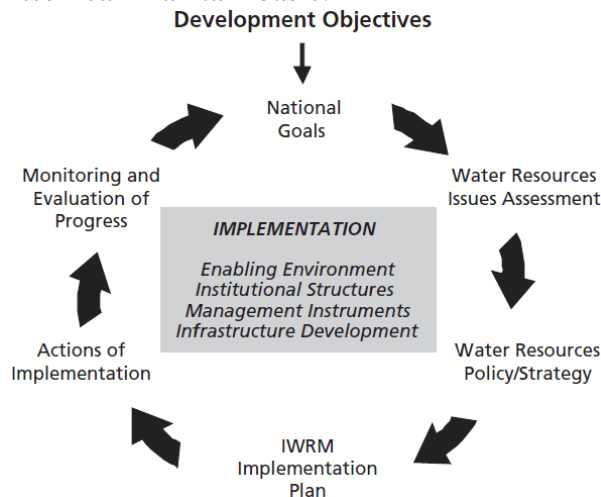 Development Objectives
National
Goals
Water Resources
Issues Assessment
Water Resources
Policy/Strategy
IWRM
Implementation
Plan
Actions of
Implementation
Monitoring and
Evaluation of
Progress
IMPLEMENTATION
Enabling Environment
Institutional Structures
Management Instruments
Infrastructure Development